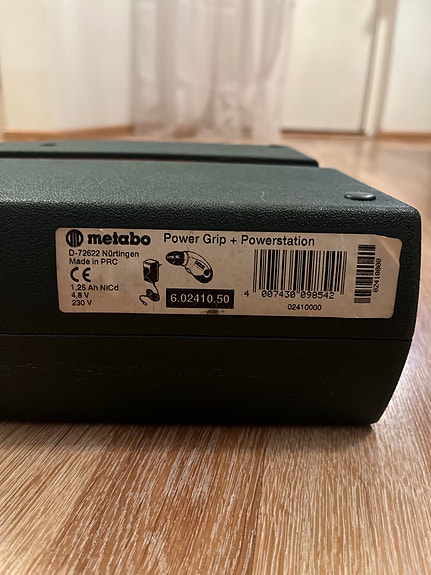 metabo Power Grip + Powerstation
D-72622 Nürtingen
Made in PRC
CE
1,25 Ah NiCd
4,8 V
230 V
6.02410.50
4 007430 098542
02410000
02410000